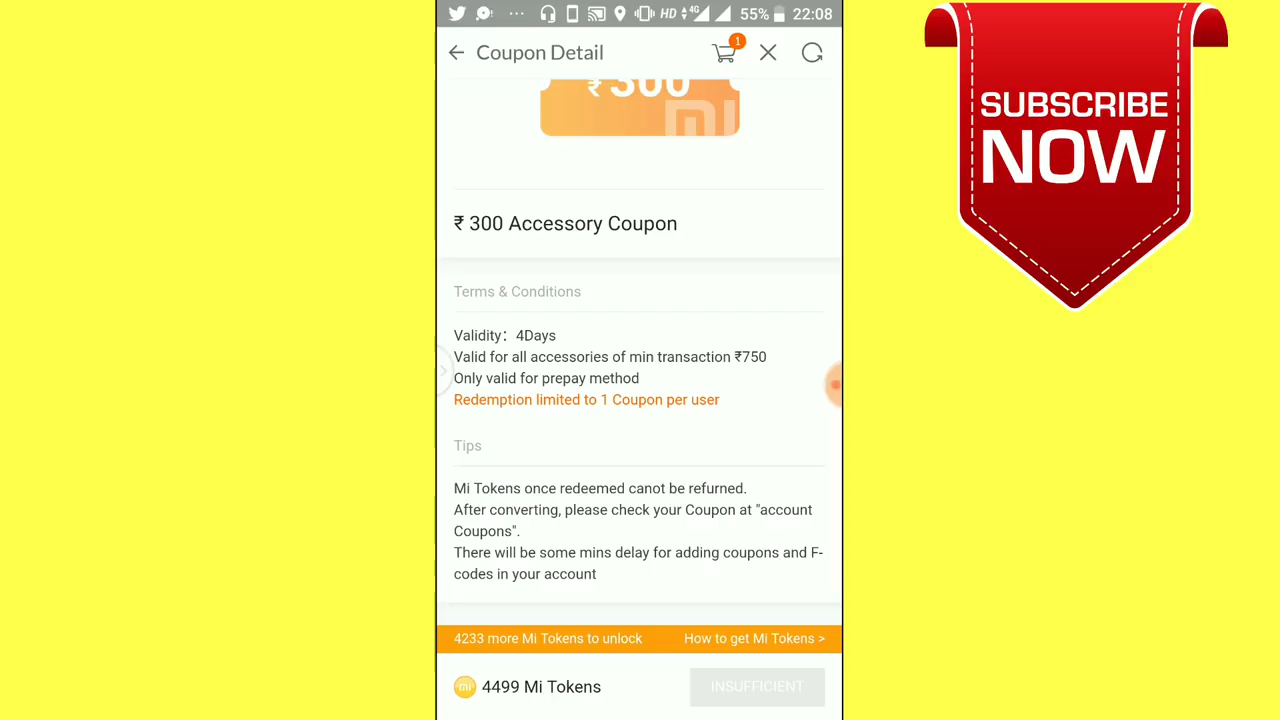 HD 4G 55% 22:08
Coupon Detail 1
₹ 300
mi
₹ 300 Accessory Coupon
Terms & Conditions
Validity： 4Days
Valid for all accessories of min transaction ₹750
Only valid for prepay method
Redemption limited to 1 Coupon per user
Tips
Mi Tokens once redeemed canot be refurned.
After converting, please check your Coupon at "account
Coupons".
There will be some mins delay for adding coupons and F-
codes in your account
4233 more Mi Tokens to unlock How to get Mi Tokens >
mi 4499 Mi Tokens INSUFFICIENT
SUBSCRIBE
NOW